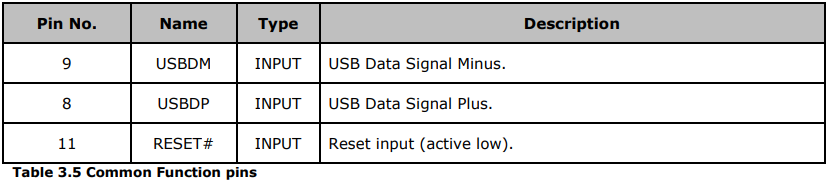 Pin No. Name Type Description
9 USBDM INPUT USB Data Signal Minus.
8 USBDP INPUT USB Data Signal Plus.
11 RESET# INPUT Reset input (active low).
Table 3.5 Common Function pins